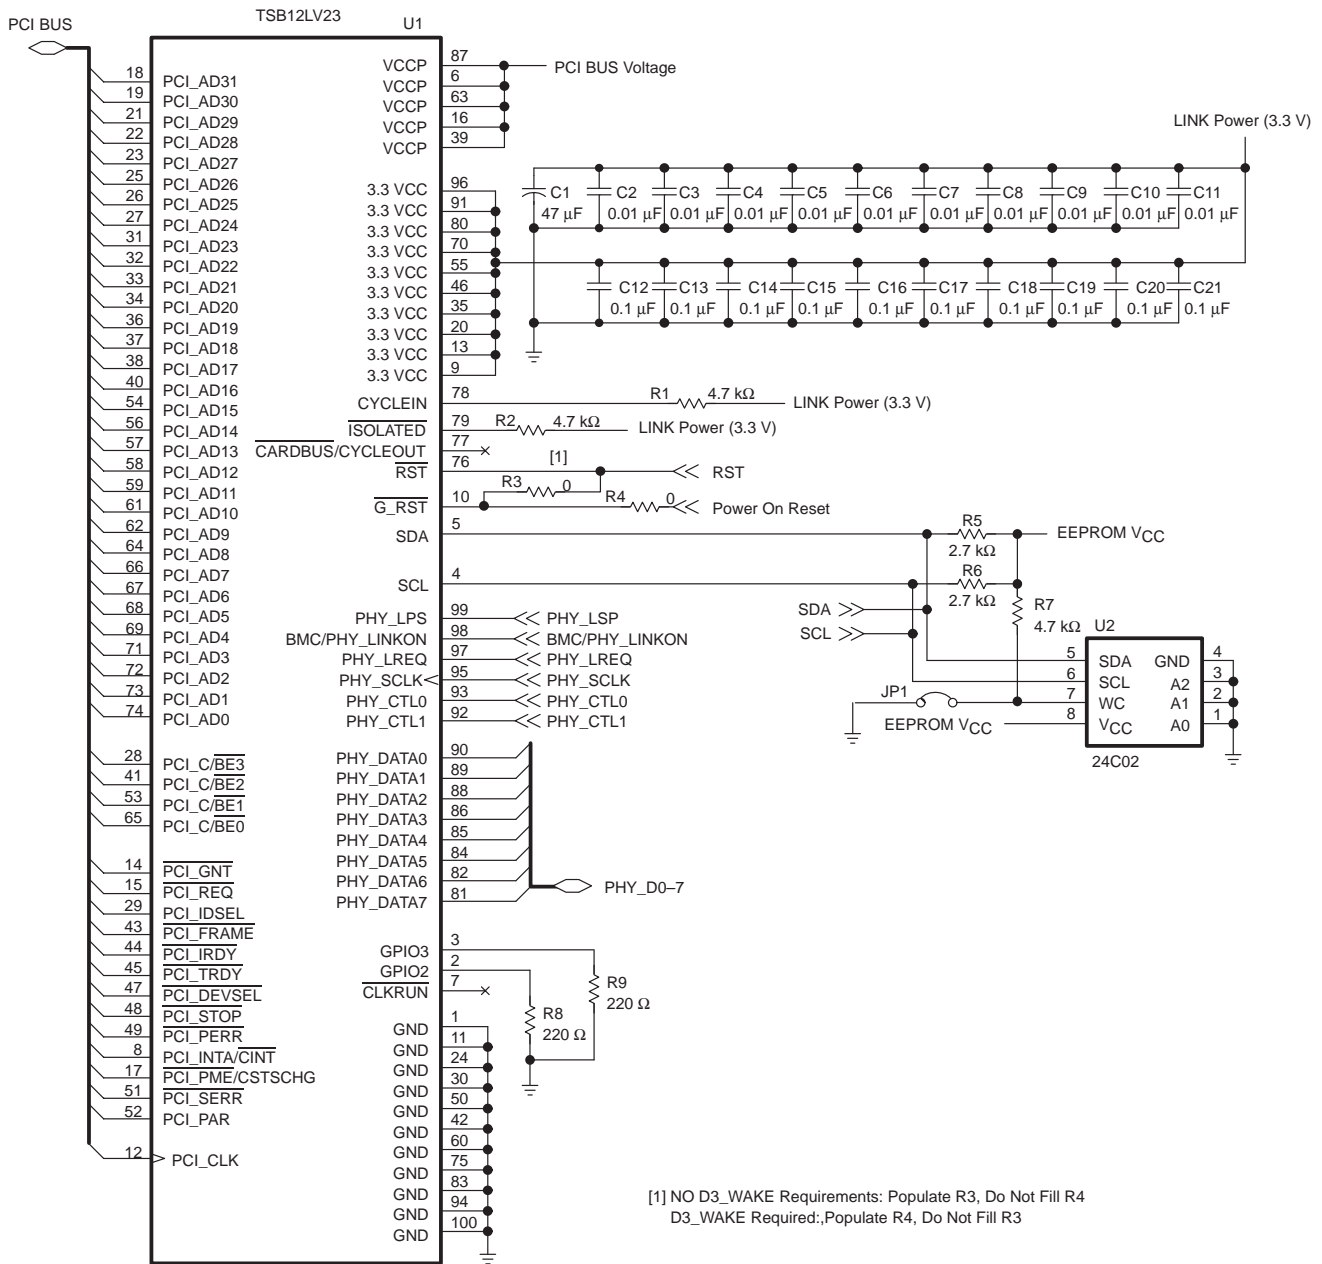 TSB12LV23
U1
PCI BUS
18 PCI_AD31
19 PCI_AD30
21 PCI_AD29
22 PCI_AD28
23 PCI_AD27
25 PCI_AD26
26 PCI_AD25
27 PCI_AD24
31 PCI_AD23
32 PCI_AD22
33 PCI_AD21
34 PCI_AD20
36 PCI_AD19
37 PCI_AD18
38 PCI_AD17
40 PCI_AD16
54 PCI_AD15
56 PCI_AD14
57 PCI_AD13
58 PCI_AD12
59 PCI_AD11
61 PCI_AD10
62 PCI_AD9
64 PCI_AD8
66 PCI_AD7
67 PCI_AD6
68 PCI_AD5
69 PCI_AD4
71 PCI_AD3
72 PCI_AD2
73 PCI_AD1
74 PCI_AD0
28 PCI_C/BE3
41 PCI_C/BE2
53 PCI_C/BE1
65 PCI_C/BE0
14 PCI_GNT
15 PCI_REQ
29 PCI_IDSEL
43 PCI_FRAME
44 PCI_IRDY
45 PCI_TRDY
47 PCI_DEVSEL
48 PCI_STOP
49 PCI_PERR
8 PCI_INTA/CINT
17 PCI_PME/CSTSCHG
51 PCI_SERR
52 PCI_PAR
12 PCI_CLK
VCCP 87 PCI BUS Voltage
VCCP 6
VCCP 63
VCCP 16
VCCP 39
LINK Power (3.3 V)
3.3 VCC 96
3.3 VCC 91
3.3 VCC 80
3.3 VCC 70
3.3 VCC 55
3.3 VCC 46
3.3 VCC 35
3.3 VCC 20
3.3 VCC 13
3.3 VCC 9
C1 C2 C3 C4 C5 C6 C7 C8 C9 C10 C11
47 μF 0.01 μF 0.01 μF 0.01 μF 0.01 μF 0.01 μF 0.01 μF 0.01 μF 0.01 μF 0.01 μF 0.01 μF
C12 C13 C14 C15 C16 C17 C18 C19 C20 C21
0.1 μF 0.1 μF 0.1 μF 0.1 μF 0.1 μF 0.1 μF 0.1 μF 0.1 μF 0.1 μF 0.1 μF
CYCLEIN 78 R1 4.7 kΩ LINK Power (3.3 V)
ISOLATED 79 R2 4.7 kΩ LINK Power (3.3 V)
CARDBUS/CYCLEOUT 77
[1]
RST 76 RST
R3 0
G_RST 10 R4 0 Power On Reset
SDA 5
SCL 4
R5
2.7 kΩ
EEPROM VCC
R6
2.7 kΩ
R7
4.7 kΩ
SDA
SCL
U2
5 SDA GND 4
6 SCL A2 3
7 WC A1 2
8 VCC A0 1
JP1
EEPROM VCC
24C02
PHY_LPS 99 PHY_LSP
BMC/PHY_LINKON 98 BMC/PHY_LINKON
PHY_LREQ 97 PHY_LREQ
PHY_SCLK 95 PHY_SCLK
PHY_CTL0 93 PHY_CTL0
PHY_CTL1 92 PHY_CTL1
PHY_DATA0 90
PHY_DATA1 89
PHY_DATA2 88
PHY_DATA3 86
PHY_DATA4 85
PHY_DATA5 84
PHY_DATA6 82
PHY_DATA7 81
PHY_D0–7
GPIO3 3
GPIO2 2
CLKRUN 7
R9
220 Ω
R8
220 Ω
GND 1
GND 11
GND 24
GND 30
GND 50
GND 42
GND 60
GND 75
GND 83
GND 94
GND 100
[1] NO D3_WAKE Requirements: Populate R3, Do Not Fill R4
D3_WAKE Required:,Populate R4, Do Not Fill R3